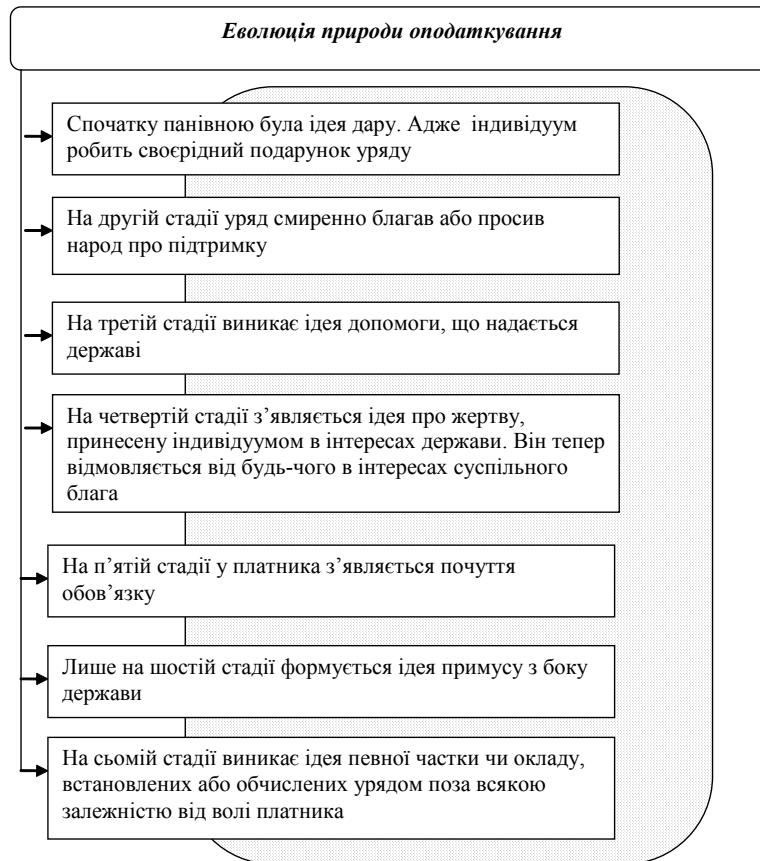 Еволюція природи оподаткування
Спочатку панівною була ідея дару. Адже індивідуум
робить своєрідний подарунок уряду
На другій стадії уряд смиренно благав або просив
народ про підтримку
На третій стадії виникає ідея допомоги, що надається
державі
На четвертій стадії з’являється ідея про жертву,
принесену індивідуумом в інтересах держави. Він тепер
відмовляється від будь-чого в інтересах суспільного
блага
На п’ятій стадії у платника з’являється почуття
обов’язку
Лише на шостій стадії формується ідея примусу з боку
держави
На сьомій стадії виникає ідея певної частки чи окладу,
встановлених або обчислених урядом поза всякою
залежністю від волі платника